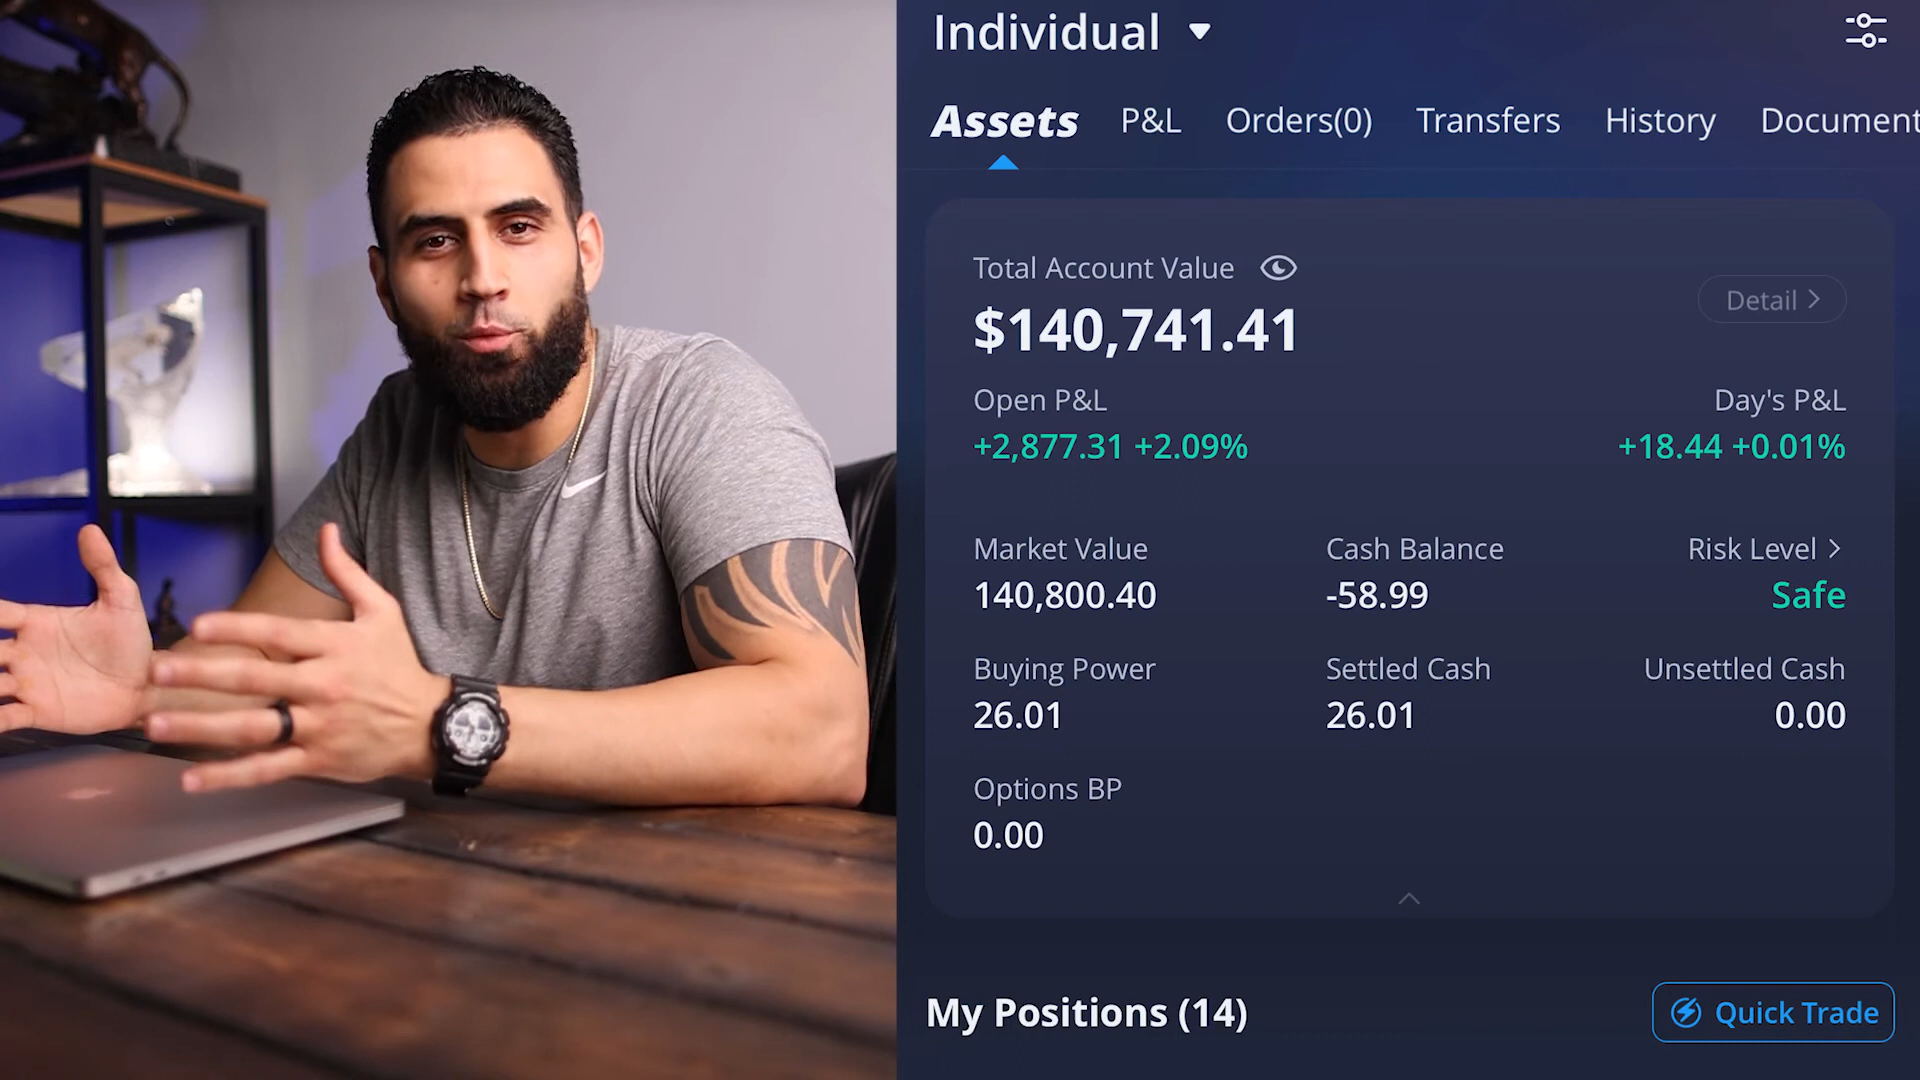 Individual
Assets P&L Orders(0) Transfers History Document
Total Account Value
Detail >
$140,741.41
Open P&L Day's P&L
+2,877.31 +2.09% +18.44 +0.01%
Market Value Cash Balance Risk Level >
140,800.40 -58.99 Safe
Buying Power Settled Cash Unsettled Cash
26.01 26.01 0.00
Options BP
0.00
My Positions (14) Quick Trade